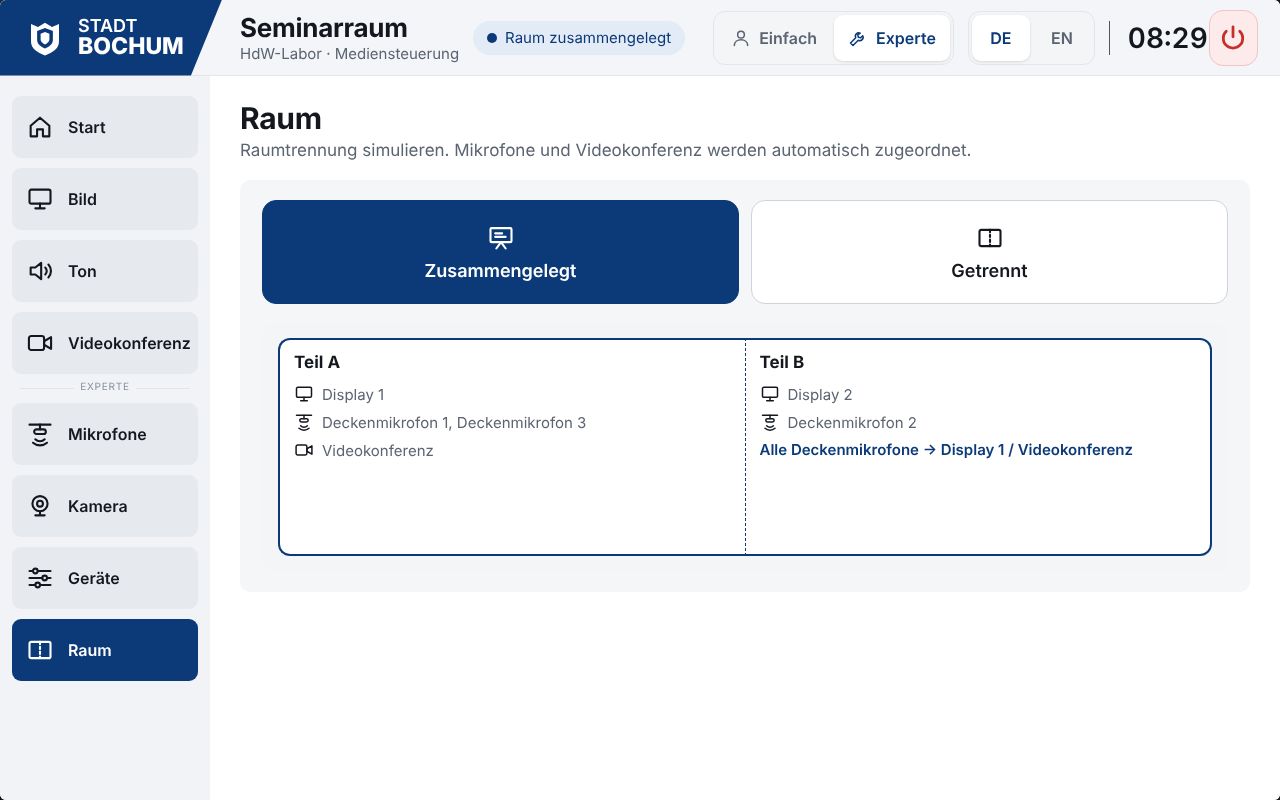 STADT
BOCHUM
Seminarraum
HdW-Labor · Mediensteuerung
Raum zusammengelegt
Einfach
Experte
DE
EN
08:29
Start
Bild
Ton
Videokonferenz
EXPERTE
Mikrofone
Kamera
Geräte
Raum
Raum
Raumtrennung simulieren. Mikrofone und Videokonferenz werden automatisch zugeordnet.
Zusammengelegt
Getrennt
Teil A
Display 1
Deckenmikrofon 1, Deckenmikrofon 3
Videokonferenz
Teil B
Display 2
Deckenmikrofon 2
Alle Deckenmikrofone → Display 1 / Videokonferenz